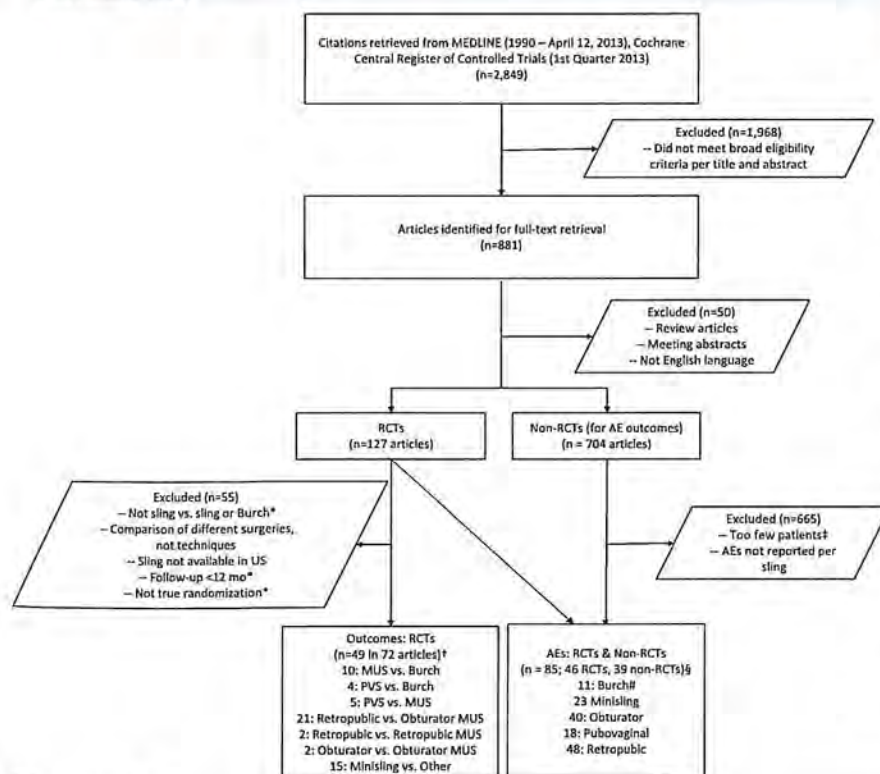 Citations retrieved from MEDLINE (1990 – April 12, 2013), Cochrane
Central Register of Controlled Trials (1st Quarter 2013)
(n=2,849)
Excluded (n=1,968)
-- Did not meet broad eligibility
criteria per title and abstract
Articles identified for full-text retrieval
(n=881)
Excluded (n=50)
– Review articles
– Meeting abstracts
-- Not English language
RCTs
(n=127 articles)
Non-RCTs (for AE outcomes)
(n = 704 articles)
Excluded (n=55)
– Not sling vs. sling or Burch*
– Comparison of different surgeries,
not techniques
– Sling not available in US
– Follow-up <12 mo*
– Not true randomization*
Excluded (n=665)
– Too few patients‡
– AEs not reported per
sling
Outcomes: RCTs
(n=49 in 72 articles)†
10: MUS vs. Burch
4: PVS vs. Burch
5: PVS vs. MUS
21: Retropubic vs. Obturator MUS
2: Retropubic vs. Retropubic MUS
2: Obturator vs. Obturator MUS
15: Minisling vs. Other
AEs: RCTs & Non-RCTs
(n = 85; 46 RCTs, 39 non-RCTs)§
11: Burch#
23 Minisling
40: Obturator
18: Pubovaginal
48: Retropubic